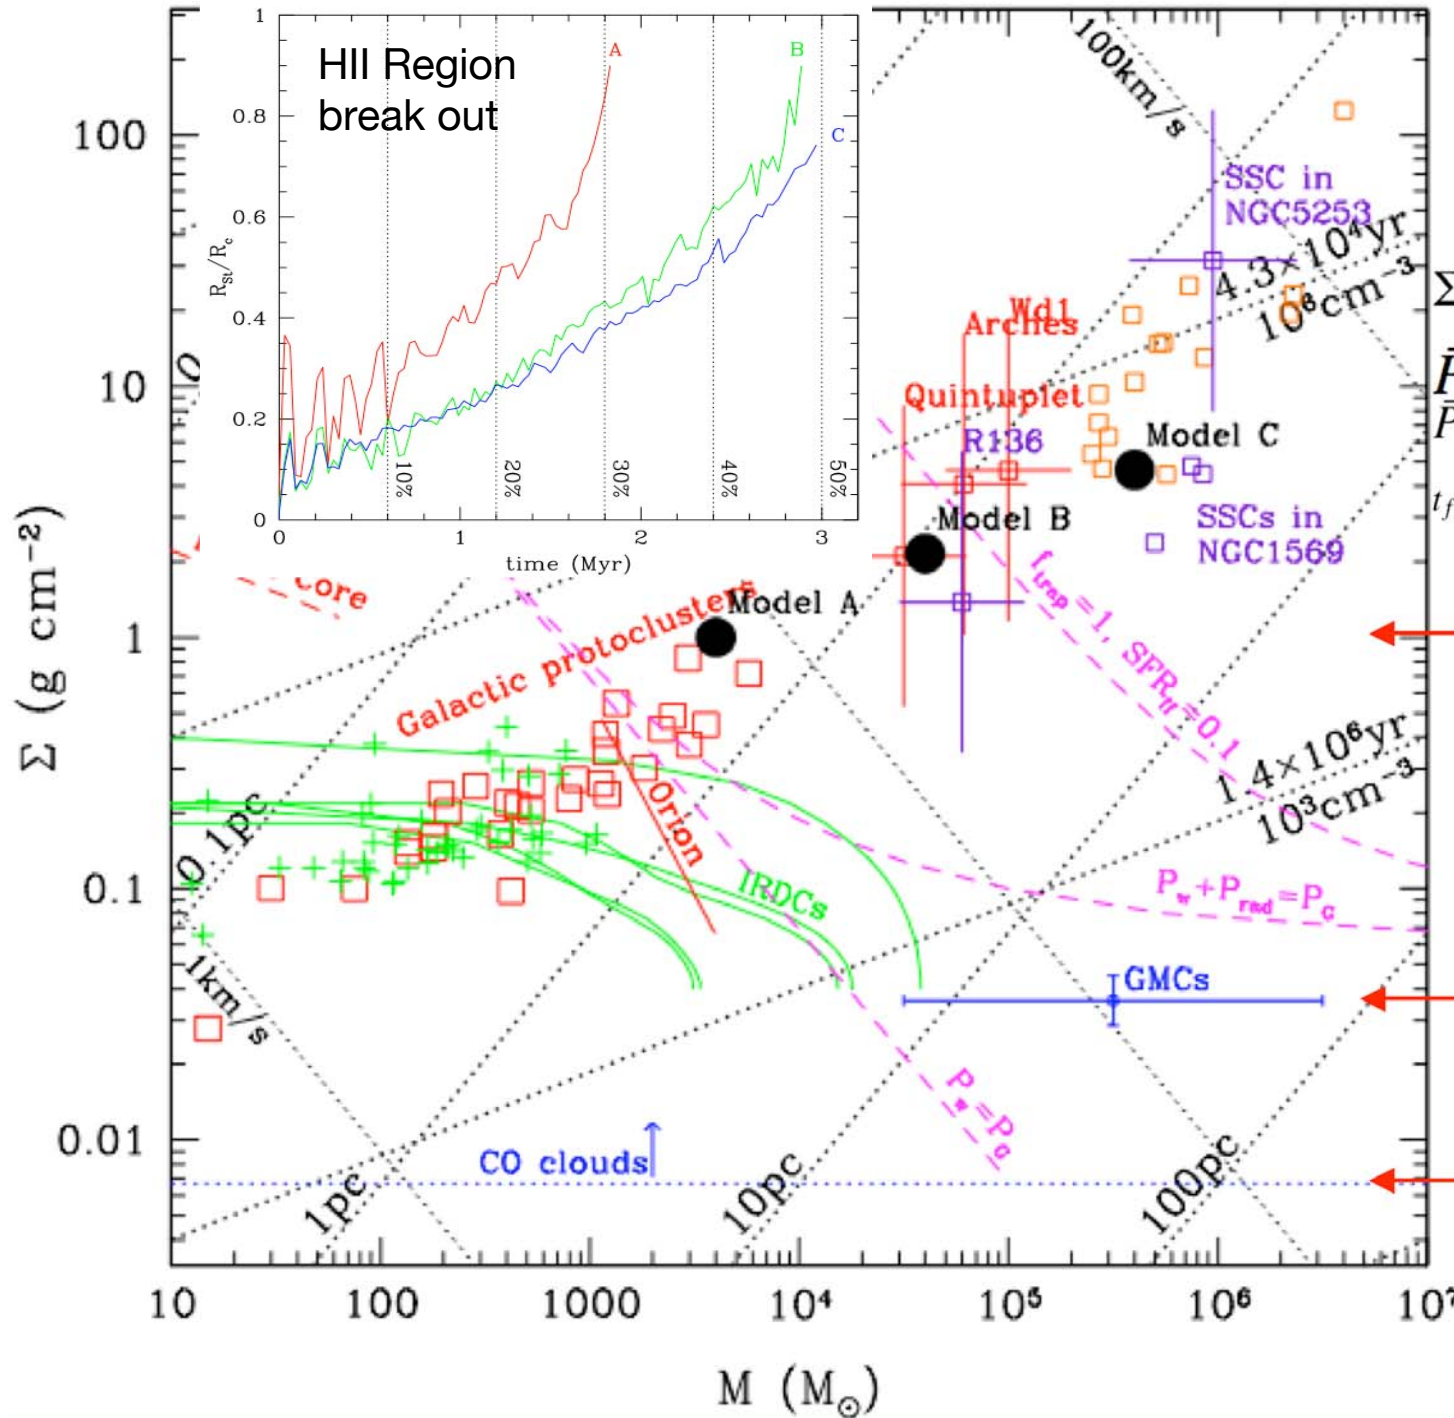 HII Region
break out
A
B
C
1
0.8
0.6
0.4
0.2
0
R_St/R_c
10%
20%
30%
40%
50%
0
1
2
3
time (Myr)
100km/s
SSC in
NGC5253
4.3×10⁴yr
10⁶cm⁻³
Wd1
Arches
Quintuplet
R136
Model C
Model B
SSCs in
NGC1569
Model A
Core
Galactic protoclusters
f_trap=1, SFR_ff=0.1
1.4×10⁶yr
10³cm⁻³
Orion
0.1pc
IRDCs
P_w+P_rad=P_G
GMCs
1km/s
P_w=P_G
CO clouds
1pc
10pc
100pc
100
10
1
0.1
0.01
Σ (g cm⁻²)
10
100
1000
10⁴
10⁵
10⁶
10⁷
M (M☉)
Σ
P̄
P̄
t_f